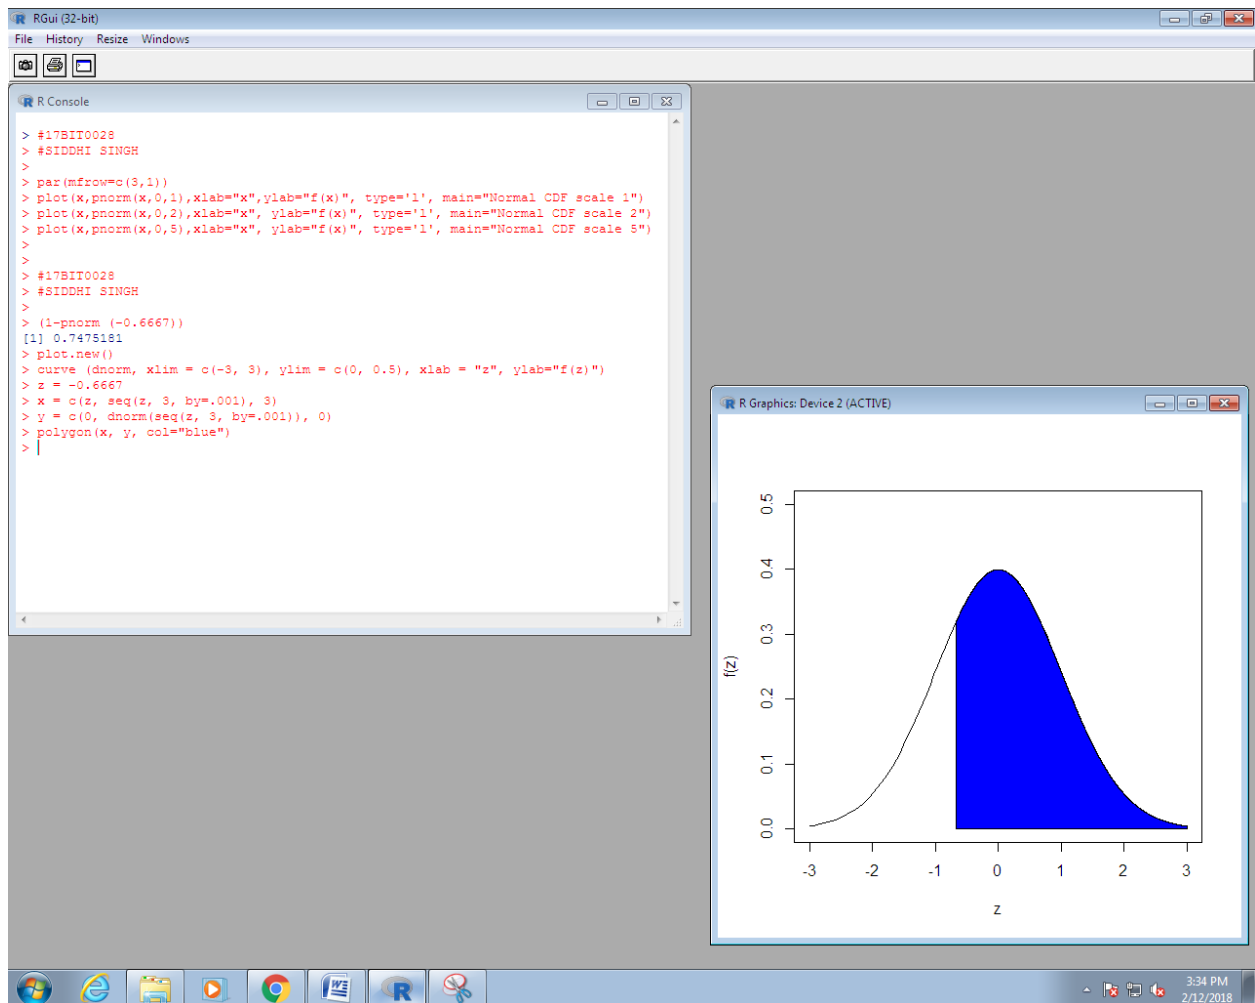 RGui (32-bit)
File History Resize Windows
R Console
> #17BIT0028
> #SIDDHI SINGH
>
> par(mfrow=c(3,1))
> plot(x,pnorm(x,0,1),xlab="x",ylab="f(x)", type='l', main="Normal CDF scale 1")
> plot(x,pnorm(x,0,2),xlab="x", ylab="f(x)", type='l', main="Normal CDF scale 2")
> plot(x,pnorm(x,0,5),xlab="x", ylab="f(x)", type='l', main="Normal CDF scale 5")
>
>
> #17BIT0028
> #SIDDHI SINGH
>
> (1-pnorm (-0.6667))
[1] 0.7475181
> plot.new()
> curve (dnorm, xlim = c(-3, 3), ylim = c(0, 0.5), xlab = "z", ylab="f(z)")
> z = -0.6667
> x = c(z, seq(z, 3, by=.001), 3)
> y = c(0, dnorm(seq(z, 3, by=.001)), 0)
> polygon(x, y, col="blue")
>
R Graphics: Device 2 (ACTIVE)
0.5
0.4
0.3
0.2
0.1
0.0
f(z)
-3 -2 -1 0 1 2 3
z
3:34 PM
2/12/2018